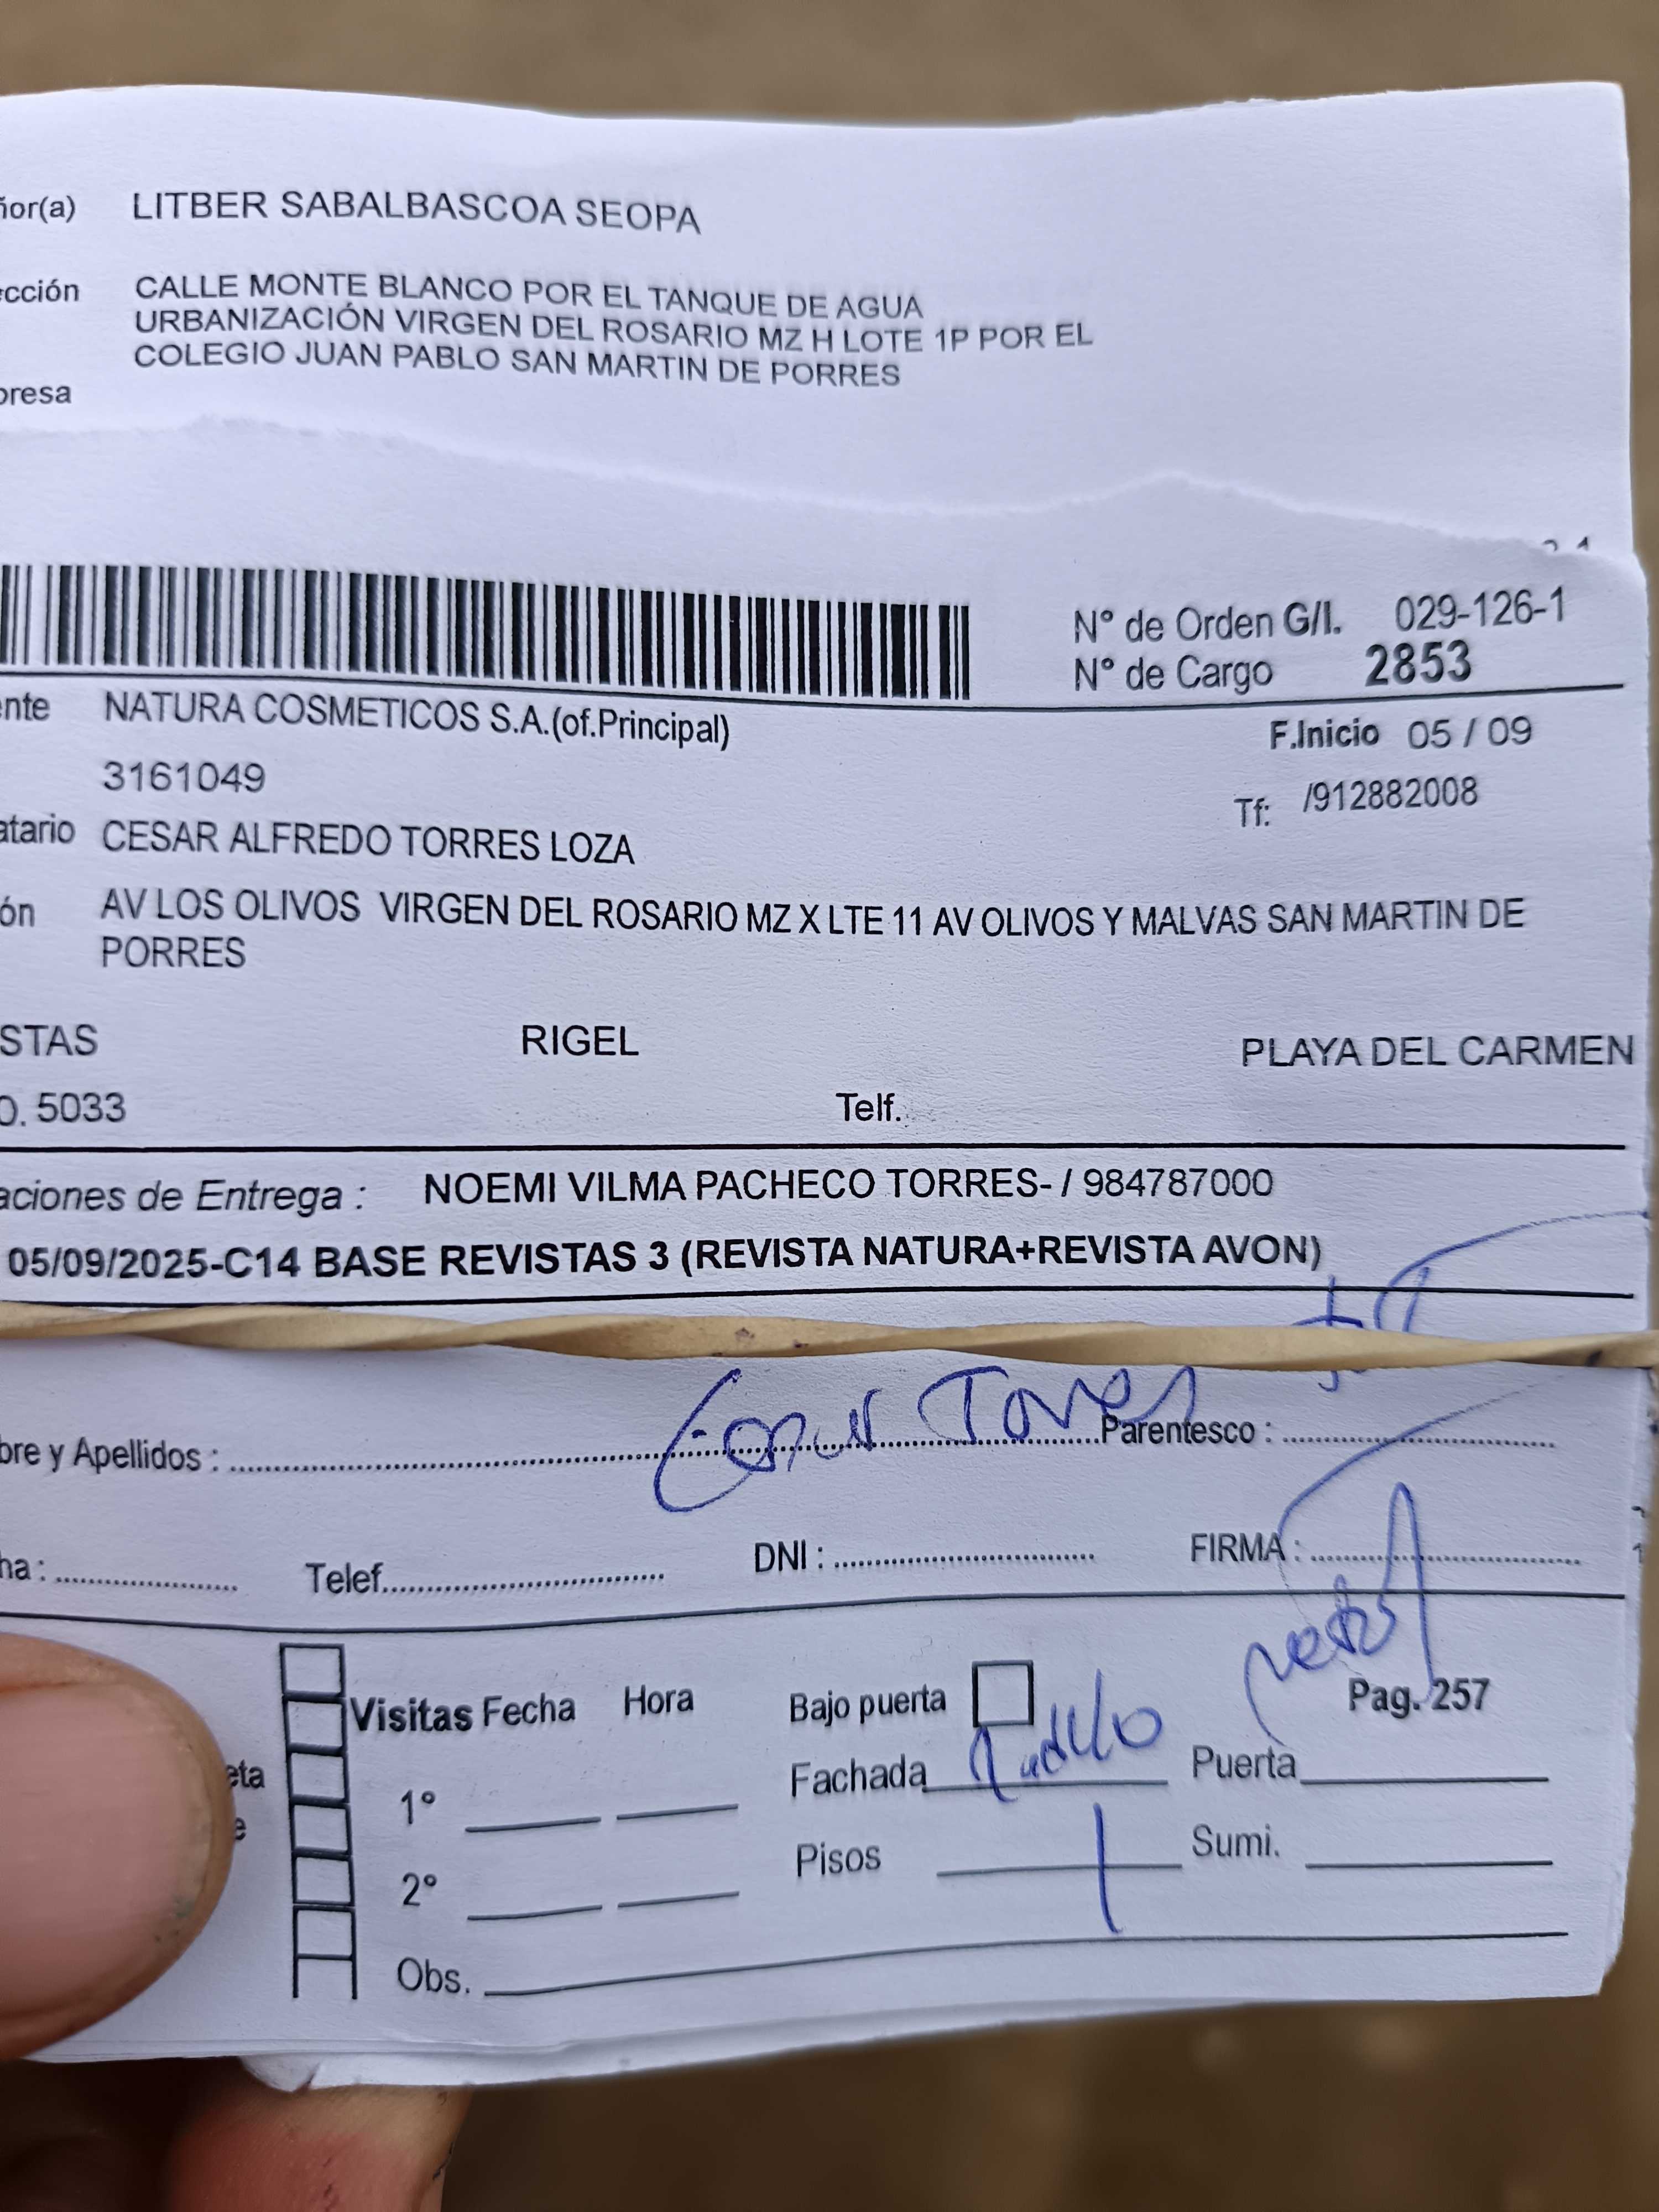 ñor(a) LITBER SABALBASCOA SEOPA
cción CALLE MONTE BLANCO POR EL TANQUE DE AGUA
URBANIZACIÓN VIRGEN DEL ROSARIO MZ H LOTE 1P POR EL
COLEGIO JUAN PABLO SAN MARTIN DE PORRES
presa
N° de Orden G/I. 029-126-1
N° de Cargo 2853
nte NATURA COSMETICOS S.A.(of.Principal) F.Inicio 05 / 09
3161049 Tf: /912882008
atario CESAR ALFREDO TORRES LOZA
ón AV LOS OLIVOS VIRGEN DEL ROSARIO MZ X LTE 11 AV OLIVOS Y MALVAS SAN MARTIN DE
PORRES
STAS RIGEL PLAYA DEL CARMEN
O. 5033 Telf.
aciones de Entrega : NOEMI VILMA PACHECO TORRES- / 984787000
05/09/2025-C14 BASE REVISTAS 3 (REVISTA NATURA+REVISTA AVON)
bre y Apellidos : Torres Parentesco :
ha : Telef. DNI : FIRMA :
Visitas Fecha Hora Bajo puerta Pag. 257
eta 1° Fachada Puerta
e
2° Pisos 1 Sumi.
Obs.